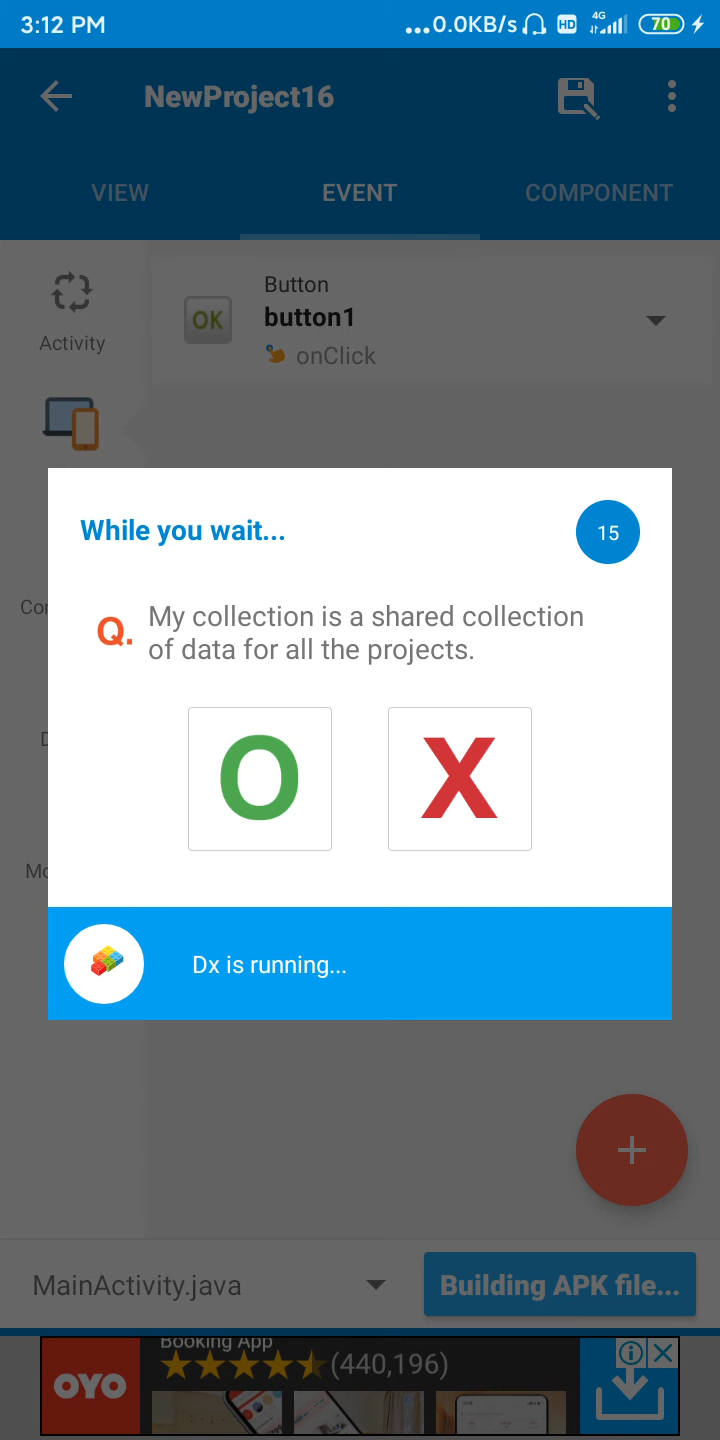 3:12 PM
...0.0KB/s HD 4G 70
NewProject16
VIEW EVENT COMPONENT
Activity
Button
OK
button1
onClick
While you wait...
15
Q. My collection is a shared collection
of data for all the projects.
O X
Dx is running...
MainActivity.java
Building APK file...
Booking App
(440,196)
OYO